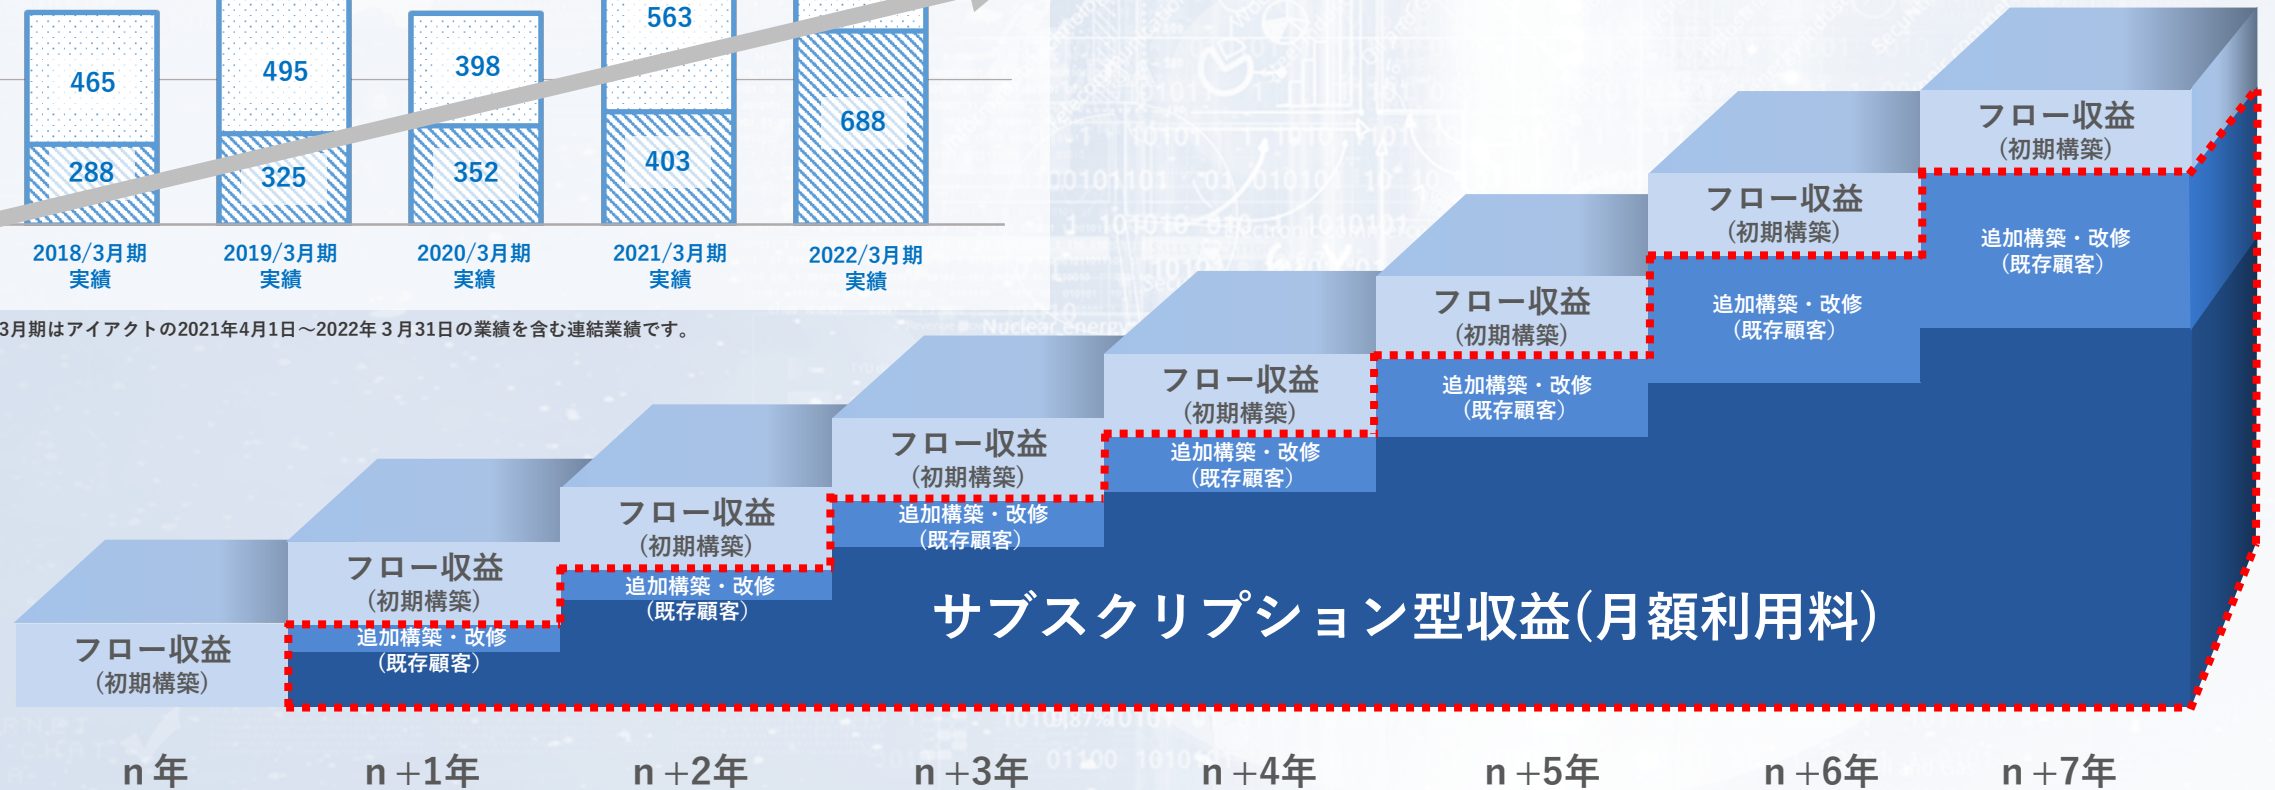 563
465
495
398
688
288
325
352
403
2018/3月期
実績
2019/3月期
実績
2020/3月期
実績
2021/3月期
実績
2022/3月期
実績
3月期はアイアクトの2021年4月1日～2022年３月31日の業績を含む連結業績です。
フロー収益
(初期構築)
フロー収益
(初期構築)
追加構築・改修
(既存顧客)
フロー収益
(初期構築)
追加構築・改修
(既存顧客)
フロー収益
(初期構築)
追加構築・改修
(既存顧客)
フロー収益
(初期構築)
追加構築・改修
(既存顧客)
フロー収益
(初期構築)
追加構築・改修
(既存顧客)
フロー収益
(初期構築)
追加構築・改修
(既存顧客)
フロー収益
(初期構築)
追加構築・改修
(既存顧客)
サブスクリプション型収益(月額利用料)
n 年
n +1年
n +2年
n +3年
n +4年
n +5年
n +6年
n +7年
Nuclear energy